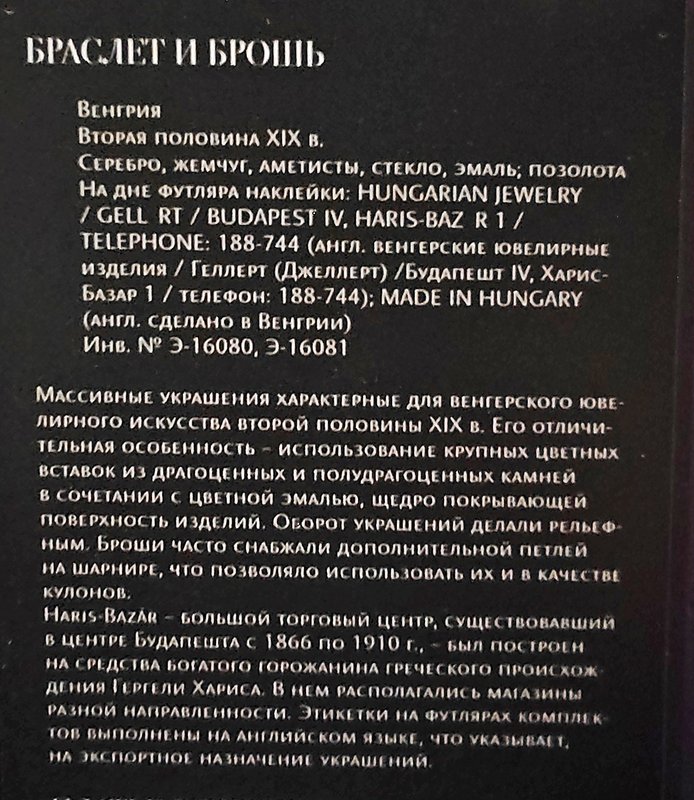 БРАСЛЕТ И БРОШЬ
Венгрия
Вторая половина XIX в.
Серебро, жемчуг, аметисты, стекло, эмаль; позолота
На дне футляра наклейки: HUNGARIAN JEWELRY
/ GELL RT / BUDAPEST IV, HARIS-BAZ R 1 /
TELEPHONE: 188-744 (англ. венгерские ювелирные
изделия / Геллерт (Джеллерт) /Будапешт IV, Харис-
Базар 1 / телефон: 188-744); MADE IN HUNGARY
(англ. сделано в Венгрии)
Инв. № Э-16080, Э-16081
Массивные украшения характерные для венгерского юве-
лирного искусства второй половины XIX в. Его отличи-
тельная особенность – использование крупных цветных
вставок из драгоценных и полудрагоценных камней
в сочетании с цветной эмалью, щедро покрывающей
поверхность изделий. Оборот украшений делали рельеф-
ным. Броши часто снабжали дополнительной петлей
на шарнире, что позволяло использовать их и в качестве
кулонов.
Haris-Bazár – большой торговый центр, существовавший
в центре Будапешта с 1866 по 1910 г., – был построен
на средства богатого горожанина греческого происхож-
дения Гергели Хариса. В нем располагались магазины
разной направленности. Этикетки на футлярах комплек-
тов выполнены на английском языке, что указывает,
на экспортное назначение украшений.